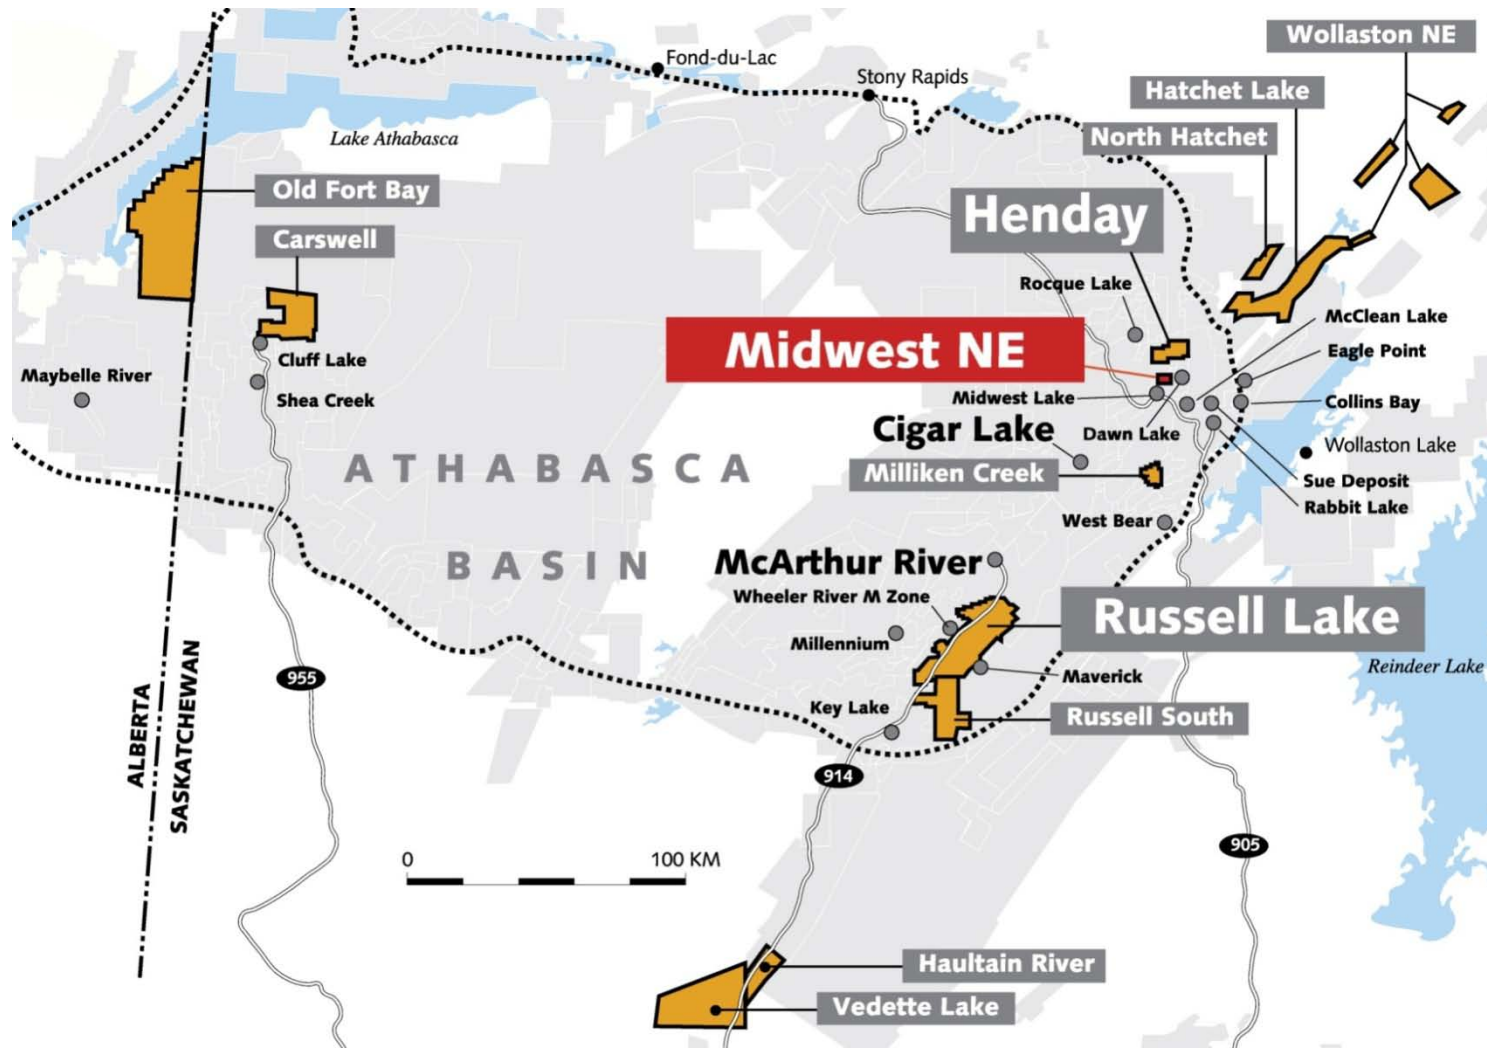 Wollaston NE
Fond-du-Lac
Stony Rapids
Hatchet Lake
Lake Athabasca
North Hatchet
Old Fort Bay
Henday
Carswell
Rocque Lake
McClean Lake
Midwest NE
Eagle Point
Cluff Lake
Maybelle River
Shea Creek
Midwest Lake
Collins Bay
Cigar Lake
Dawn Lake
Wollaston Lake
ATHABASCA
Milliken Creek
Sue Deposit
Rabbit Lake
West Bear
BASIN
McArthur River
Wheeler River M Zone
Russell Lake
Millennium
Reindeer Lake
955
Maverick
ALBERTA
SASKATCHEWAN
Key Lake
Russell South
914
905
0 100 KM
Haultain River
Vedette Lake